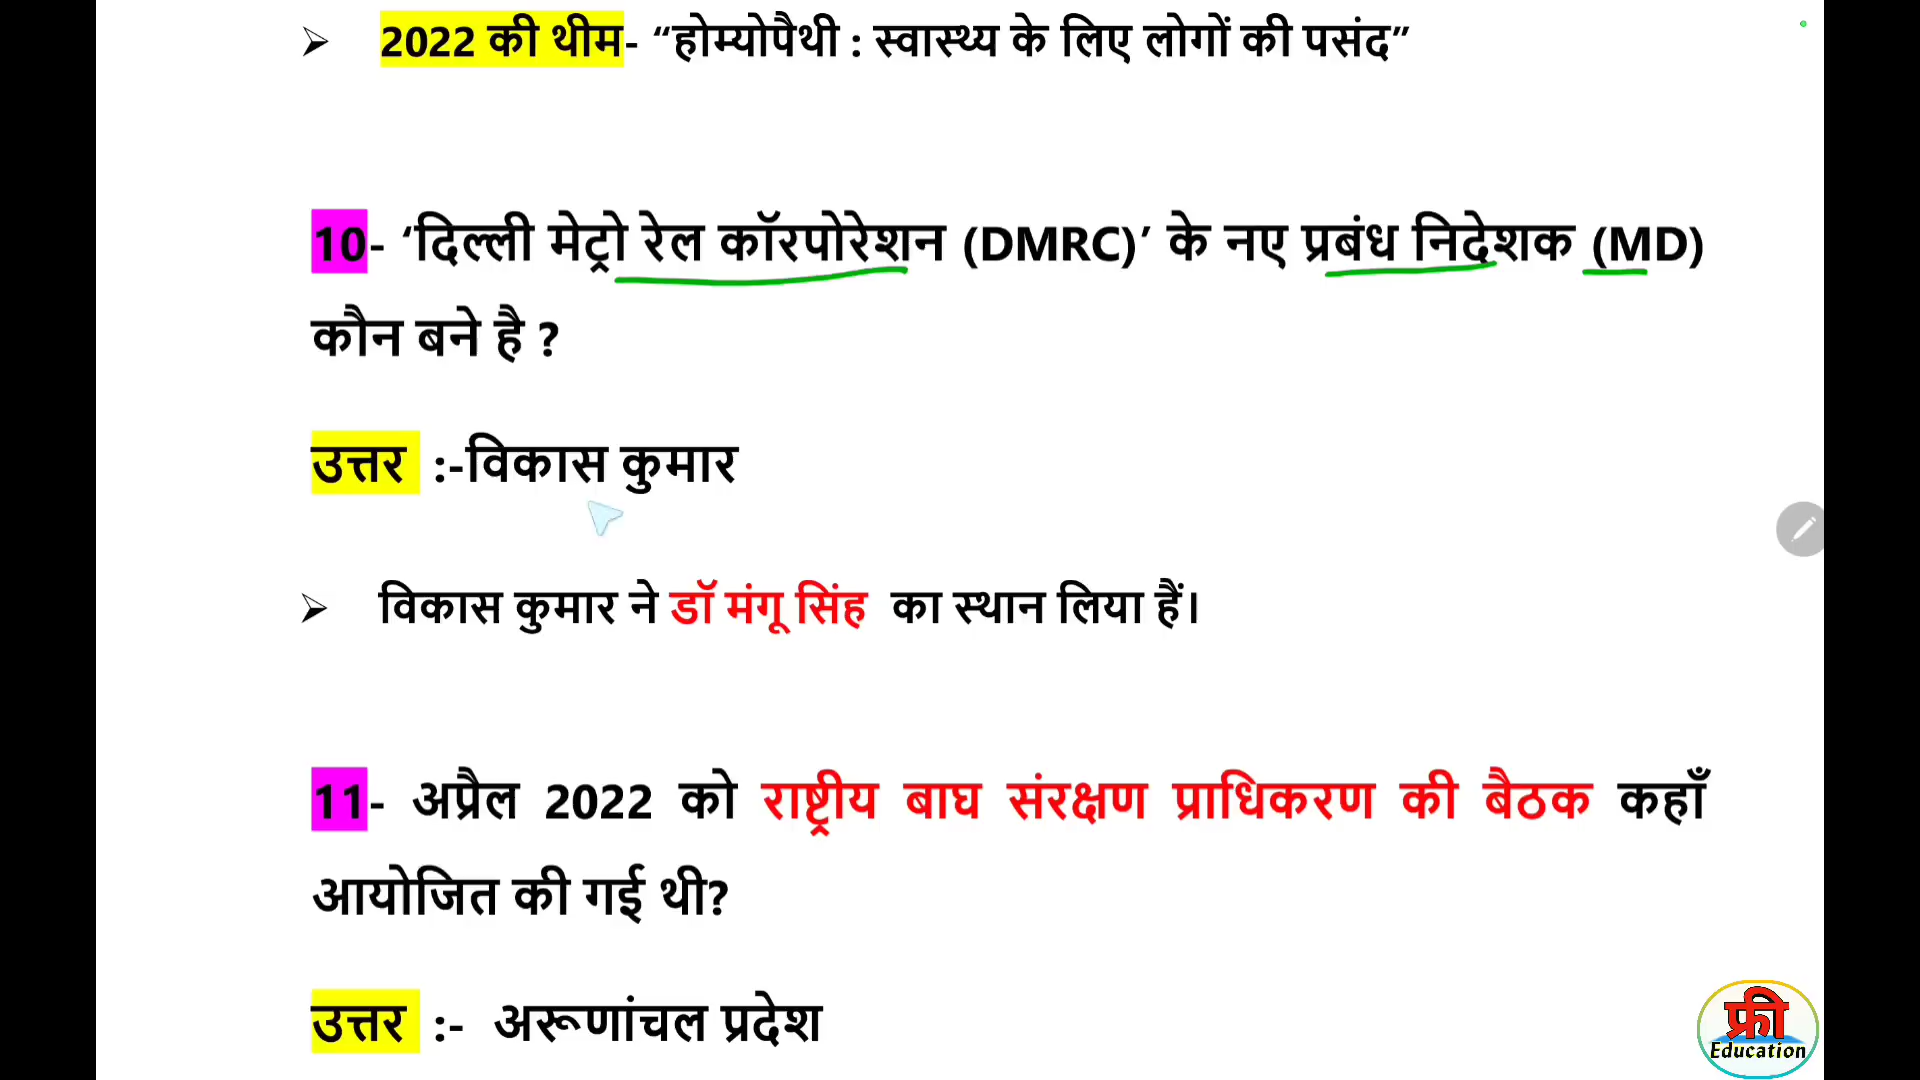 ➢ 2022 की थीम- “होम्योपैथी : स्वास्थ्य के लिए लोगों की पसंद”
10- ‘दिल्ली मेट्रो रेल कॉरपोरेशन (DMRC)’ के नए प्रबंध निदेशक (MD)
कौन बने है ?
उत्तर :-विकास कुमार
➢ विकास कुमार ने डॉ मंगू सिंह का स्थान लिया हैं।
11- अप्रैल 2022 को राष्ट्रीय बाघ संरक्षण प्राधिकरण की बैठक कहाँ
आयोजित की गई थी?
उत्तर :- अरूणांचल प्रदेश
फ्री
Education